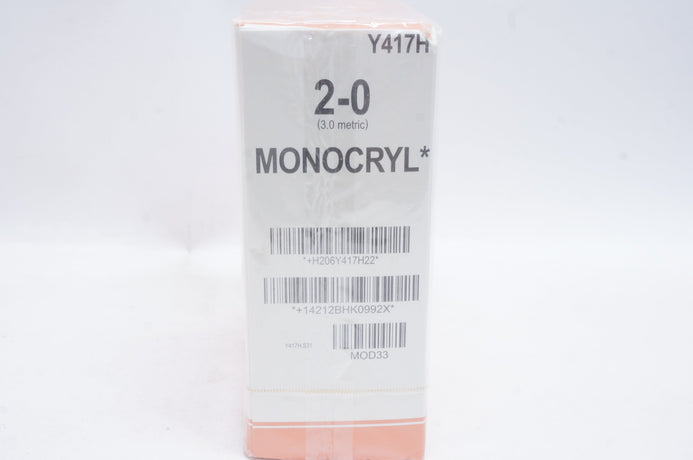 Y417H
2-0
(3.0 metric)
MONOCRYL*
*+H206Y417H22*
*+14212BHK0992X*
Y417H.S31
MOD33